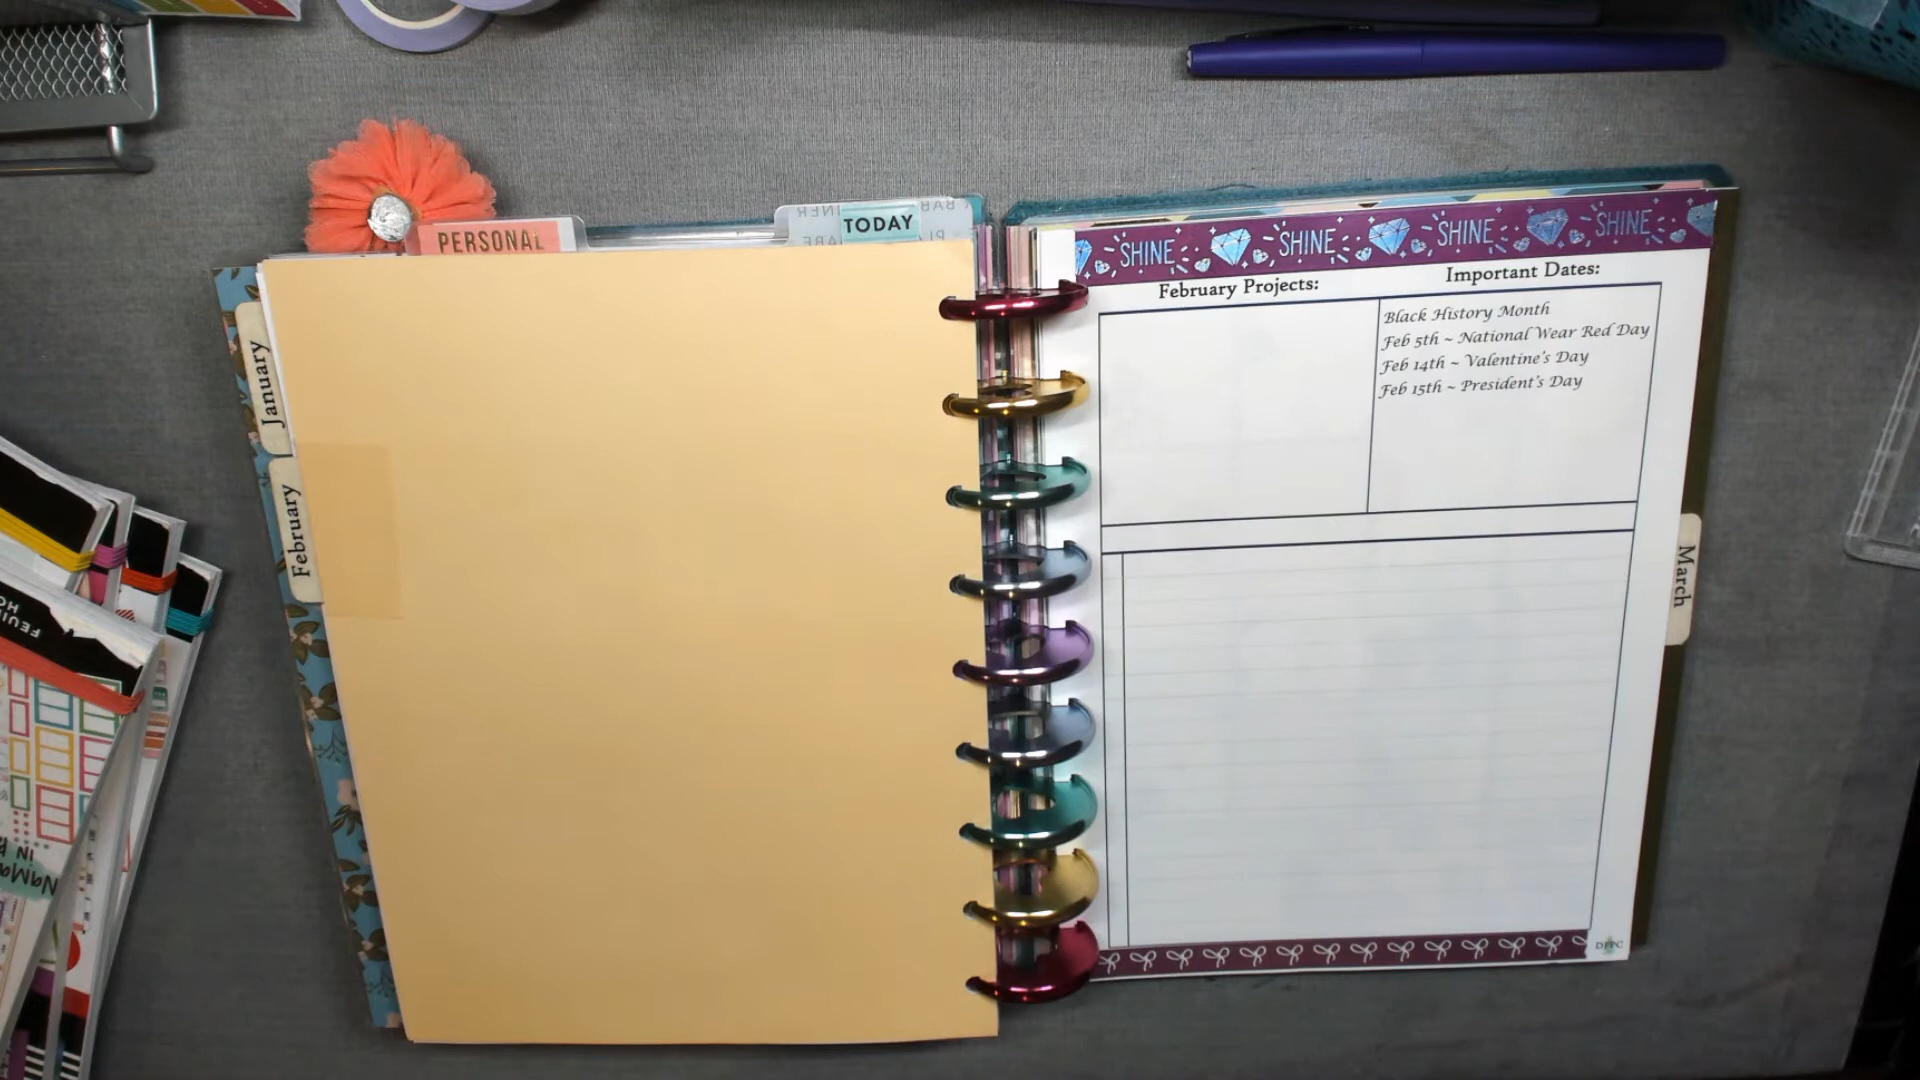 PERSONAL
TODAY
January
February
SHINE SHINE SHINE SHINE
February Projects:
Important Dates:
Black History Month
Feb 5th ~ National Wear Red Day
Feb 14th ~ Valentine's Day
Feb 15th ~ President's Day
March
DPPC